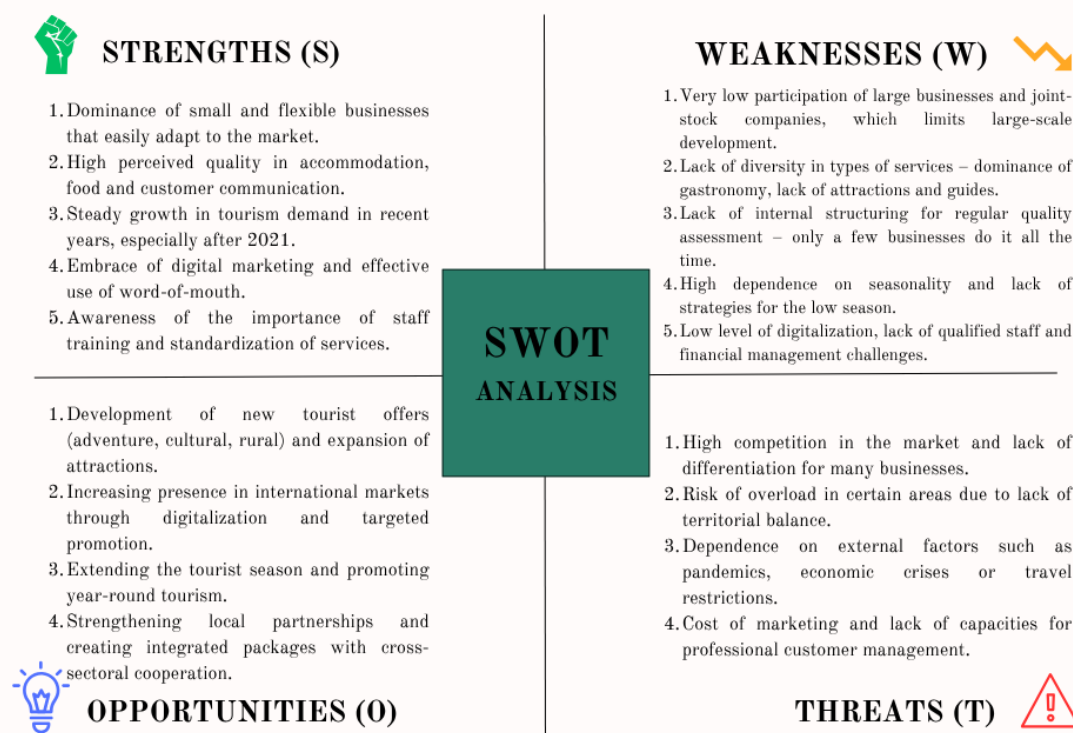 STRENGTHS (S)
1. Dominance of small and flexible businesses
that easily adapt to the market.
2. High perceived quality in accommodation,
food and customer communication.
3. Steady growth in tourism demand in recent
years, especially after 2021.
4. Embrace of digital marketing and effective
use of word-of-mouth.
5. Awareness of the importance of staff
training and standardization of services.
WEAKNESSES (W)
1. Very low participation of large businesses and joint-
stock companies, which limits large-scale
development.
2. Lack of diversity in types of services – dominance of
gastronomy, lack of attractions and guides.
3. Lack of internal structuring for regular quality
assessment – only a few businesses do it all the
time.
4. High dependence on seasonality and lack of
strategies for the low season.
5. Low level of digitalization, lack of qualified staff and
financial management challenges.
SWOT
ANALYSIS
1. Development of new tourist offers
(adventure, cultural, rural) and expansion of
attractions.
2. Increasing presence in international markets
through digitalization and targeted
promotion.
3. Extending the tourist season and promoting
year-round tourism.
4. Strengthening local partnerships and
creating integrated packages with cross-
sectoral cooperation.
OPPORTUNITIES (O)
1. High competition in the market and lack of
differentiation for many businesses.
2. Risk of overload in certain areas due to lack of
territorial balance.
3. Dependence on external factors such as
pandemics, economic crises or travel
restrictions.
4. Cost of marketing and lack of capacities for
professional customer management.
THREATS (T)